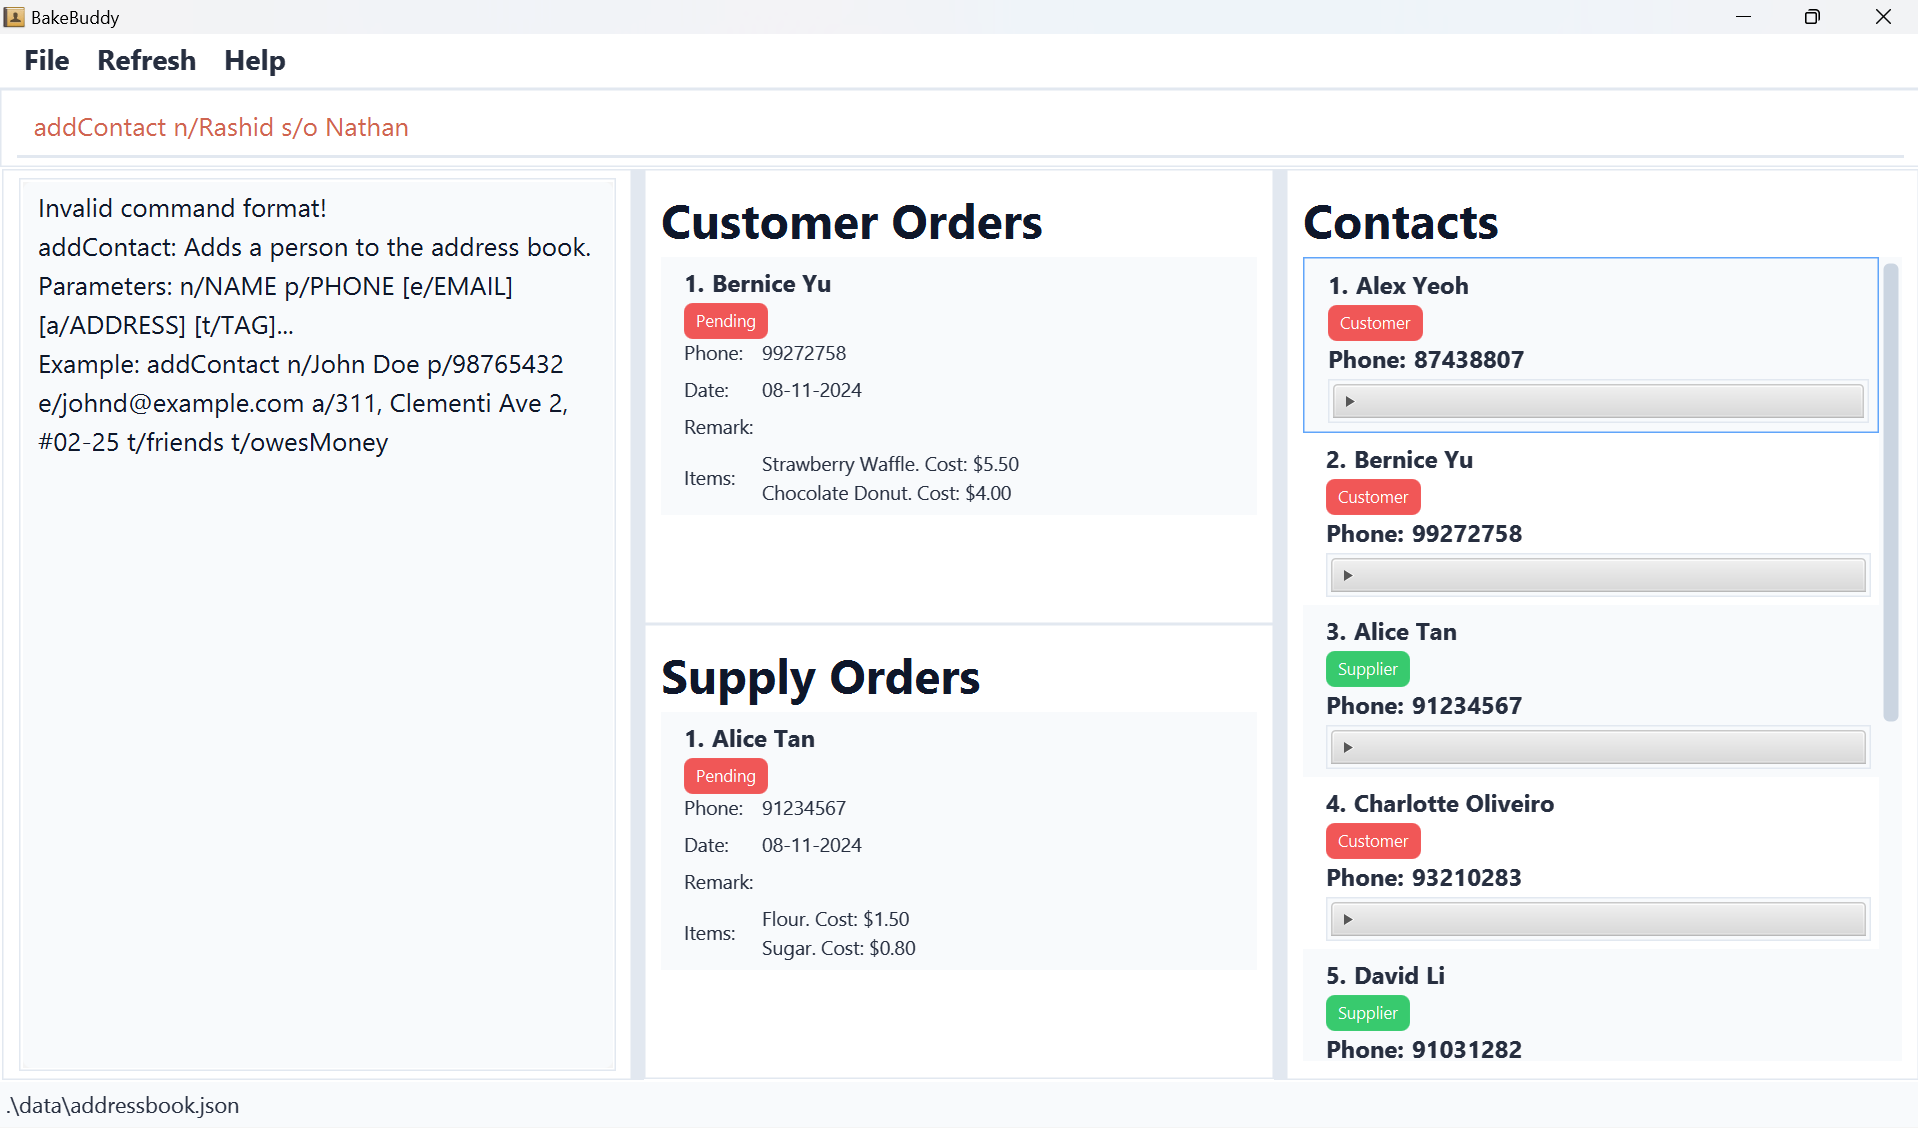 BakeBuddy
File Refresh Help
addContact n/Rashid s/o Nathan
Invalid command format!
addContact: Adds a person to the address book.
Parameters: n/NAME p/PHONE [e/EMAIL]
[a/ADDRESS] [t/TAG]...
Example: addContact n/John Doe p/98765432
e/johnd@example.com a/311, Clementi Ave 2,
#02-25 t/friends t/owesMoney
Customer Orders
1. Bernice Yu
Pending
Phone: 99272758
Date: 08-11-2024
Remark:
Items: Strawberry Waffle. Cost: $5.50
Chocolate Donut. Cost: $4.00
Supply Orders
1. Alice Tan
Pending
Phone: 91234567
Date: 08-11-2024
Remark:
Items: Flour. Cost: $1.50
Sugar. Cost: $0.80
Contacts
1. Alex Yeoh
Customer
Phone: 87438807
2. Bernice Yu
Customer
Phone: 99272758
3. Alice Tan
Supplier
Phone: 91234567
4. Charlotte Oliveiro
Customer
Phone: 93210283
5. David Li
Supplier
Phone: 91031282
.\data\addressbook.json